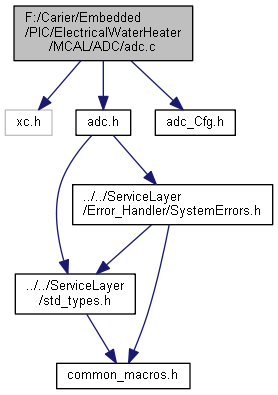 F:/Carier/Embedded
/PIC/ElectricalWaterHeater
/MCAL/ADC/adc.c
xc.h
adc.h
adc_Cfg.h
../../ServiceLayer
/Error_Handler/SystemErrors.h
../../ServiceLayer
/std_types.h
common_macros.h